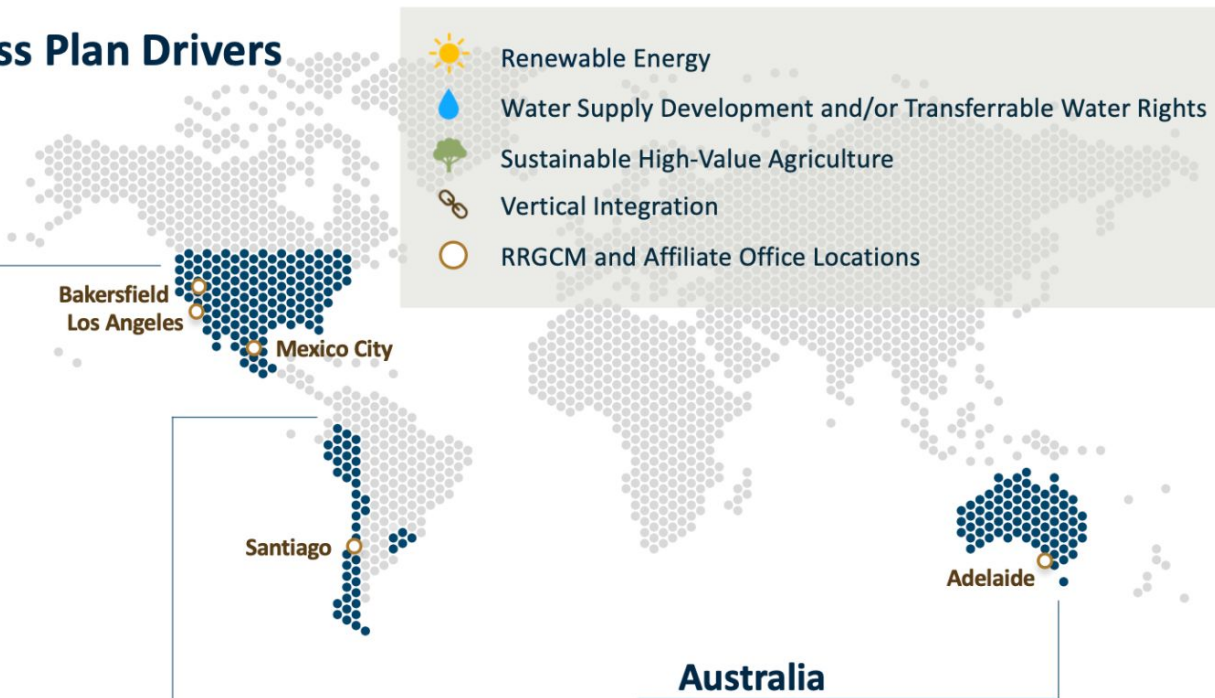 ss Plan Drivers
Renewable Energy
Water Supply Development and/or Transferrable Water Rights
Sustainable High-Value Agriculture
Vertical Integration
RRGCM and Affiliate Office Locations
Bakersfield
Los Angeles
Mexico City
Santiago
Adelaide
Australia